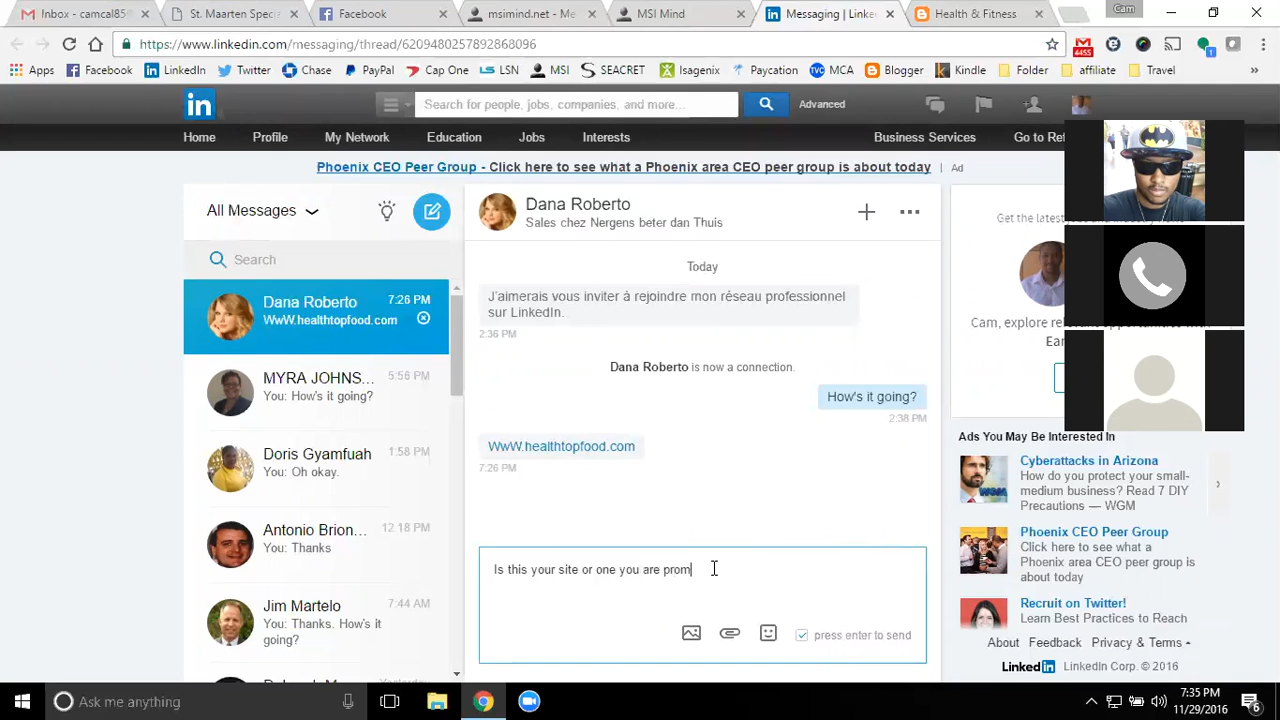 Inbox - camcal85@
St. Maarten Speci
Facebook
msimind.net - Me
MSI Mind
Messaging | Linke
Health & Fitness
Cam
https://www.linkedin.com/messaging/thread/6209480257892868096
4455
1
Apps
Facebook
LinkedIn
Twitter
Chase
PayPal
Cap One
LSN
MSI
SEACRET
Isagenix
Paycation
MCA
Blogger
Kindle
Folder
affiliate
Travel
in
Search for people, jobs, companies, and more...
Advanced
Home
Profile
My Network
Education
Jobs
Interests
Business Services
Go to Re
Phoenix CEO Peer Group - Click here to see what a Phoenix area CEO peer group is about today
Ad
All Messages
Search
Dana Roberto
7:26 PM
WwW.healthtopfood.com
MYRA JOHNS...
5:56 PM
You: How's it going?
Doris Gyamfuah
1:58 PM
You: Oh okay.
Antonio Brion...
12:18 PM
You: Thanks
Jim Martelo
7:44 AM
You: Thanks. How's it
going?
Dana Roberto
Sales chez Nergens beter dan Thuis
Today
J'aimerais vous inviter à rejoindre mon réseau professionnel
sur LinkedIn.
2:36 PM
Dana Roberto is now a connection.
How's it going?
2:38 PM
WwW.healthtopfood.com
7:26 PM
Is this your site or one you are prom
press enter to send
Get the latest jobs and
Cam, explore
Ads You May Be Interested In
Cyberattacks in Arizona
How do you protect your small-
medium business? Read 7 DIY
Precautions — WGM
Phoenix CEO Peer Group
Click here to see what a
Phoenix area CEO peer group is
about today
Recruit on Twitter!
Learn Best Practices to Reach
About
Feedback
Privacy & Terms
LinkedIn
LinkedIn Corp. © 2016
Ask me anything
7:35 PM
11/29/2016
6